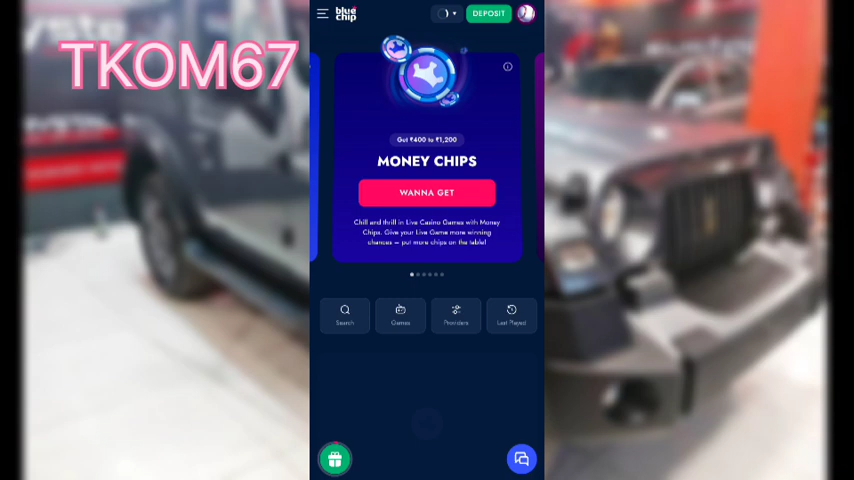 TKOM67
blue
chip
DEPOSIT
Get ₹400 to ₹1,200
MONEY CHIPS
WANNA GET
Chill and thrill in Live Casino Games with Money
Chips. Give your Live Game more winning
chances — put more chips on the table!
Search
Games
Providers
Last Played